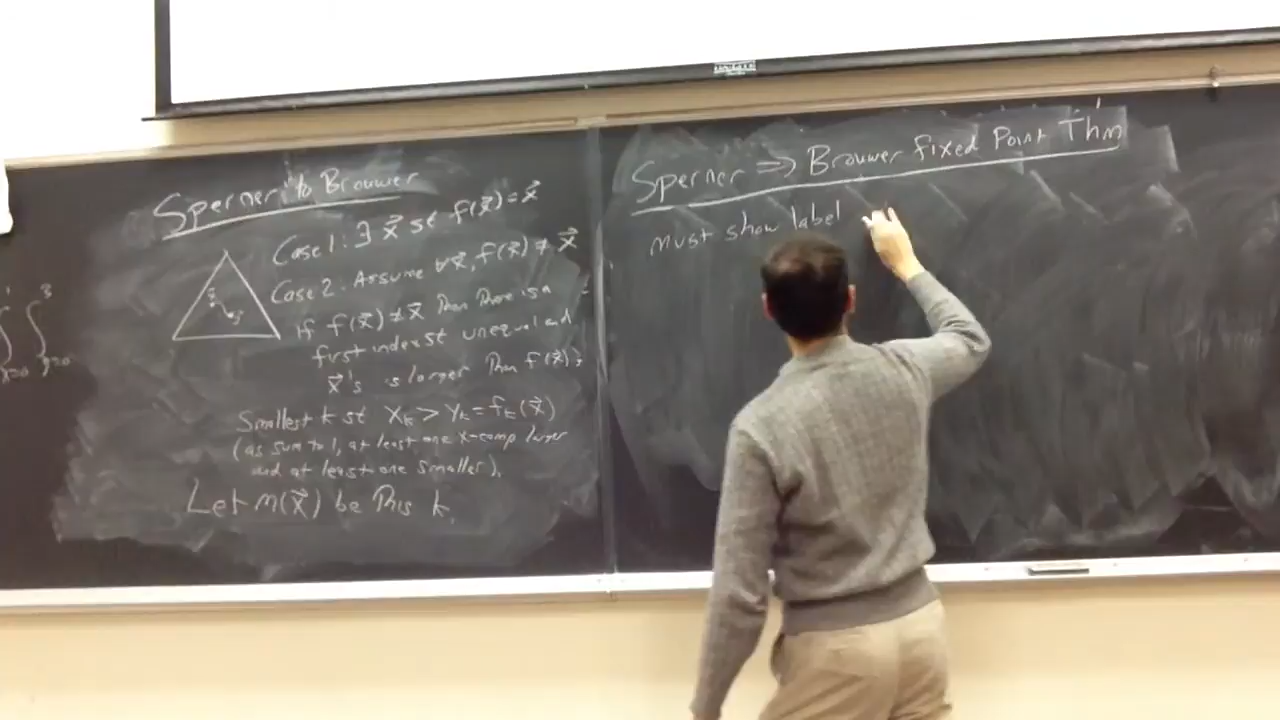 Sperner to Brouwer
Case 1: ∃ x⃗ st f(x⃗) = x⃗
Case 2: Assume ∀x⃗, f(x⃗) ≠ x⃗
If f(x⃗) ≠ x⃗ Then there is a
first index st unequal and
x⃗'s is larger Than f(x⃗)'s
Smallest k st x_k > y_k = f_k(x⃗)
(as sum to 1, at least one x-comp larger
and at least one smaller).
Let m(x⃗) be this k.
Sperner ⇒ Brouwer fixed Point Thm
Must show label